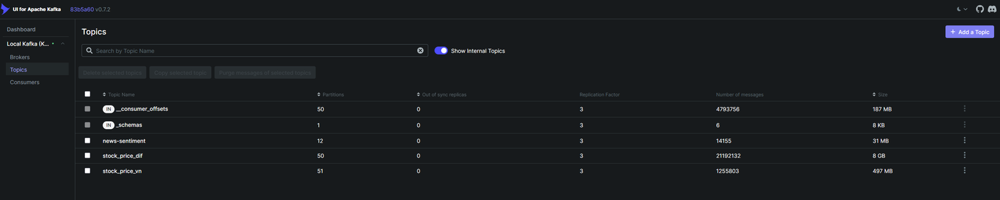 UI for Apache Kafka 83b5a60 v0.7.2
Dashboard
Local Kafka (K...
Brokers
Topics
Consumers
Topics
Add a Topic
Search by Topic Name
Show Internal Topics
Delete selected topics Copy selected topic Purge messages of selected topics
Topic Name Partitions Out of sync replicas Replication Factor Number of messages Size
IN __consumer_offsets 50 0 3 4793756 187 MB
IN _schemas 1 0 3 6 8 KB
news-sentiment 12 0 3 14155 31 MB
stock_price_dif 50 0 3 21192132 8 GB
stock_price_vn 51 0 3 1255803 497 MB